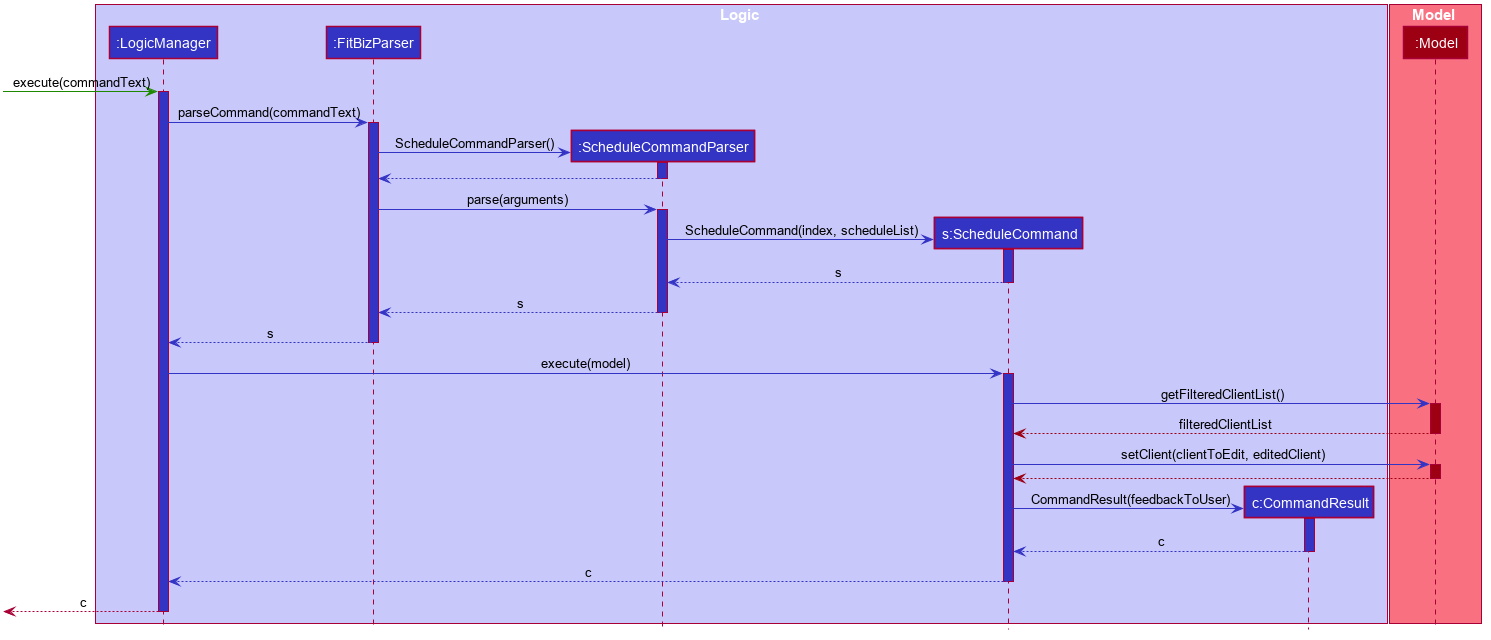 Logic
Model
:LogicManager
:FitBizParser
:Model
execute(commandText)
parseCommand(commandText)
ScheduleCommandParser()
:ScheduleCommandParser
parse(arguments)
ScheduleCommand(index, scheduleList)
s:ScheduleCommand
s
s
s
execute(model)
getFilteredClientList()
filteredClientList
setClient(clientToEdit, editedClient)
CommandResult(feedbackToUser)
c:CommandResult
c
c
c